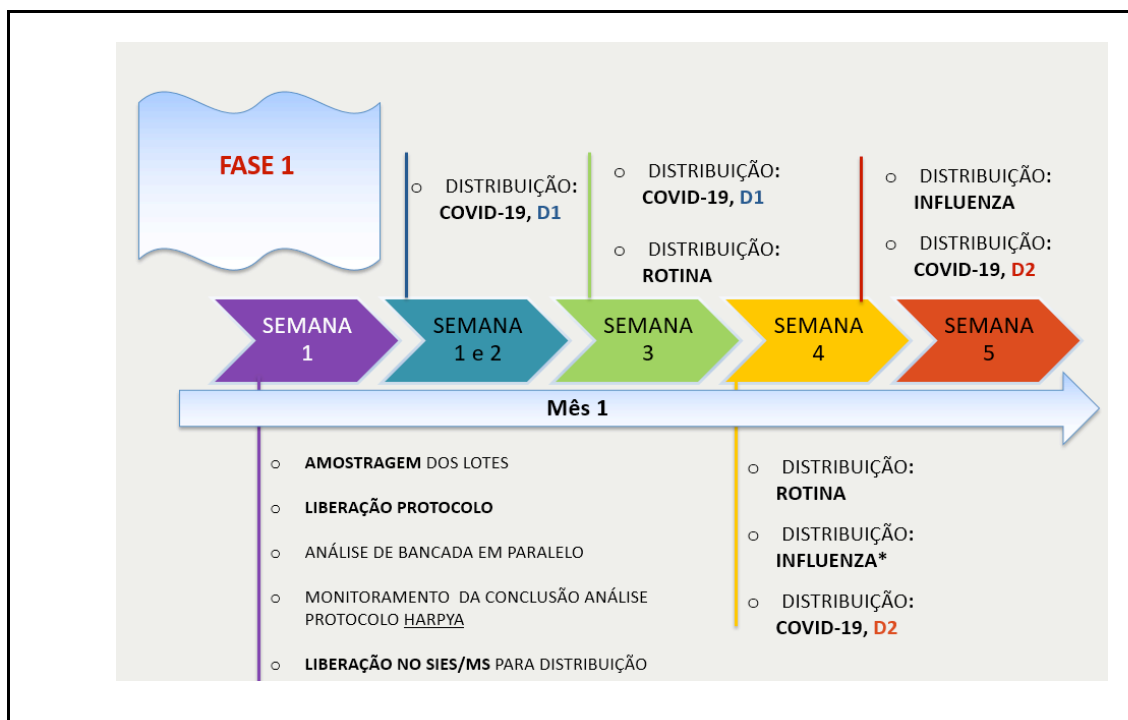 FASE 1
o DISTRIBUIÇÃO:
COVID-19, D1
o DISTRIBUIÇÃO:
COVID-19, D1
o DISTRIBUIÇÃO:
ROTINA
o DISTRIBUIÇÃO:
INFLUENZA
o DISTRIBUIÇÃO:
COVID-19, D2
SEMANA
1
SEMANA
1 e 2
SEMANA
3
SEMANA
4
SEMANA
5
Mês 1
o AMOSTRAGEM DOS LOTES
o LIBERAÇÃO PROTOCOLO
o ANÁLISE DE BANCADA EM PARALELO
o MONITORAMENTO DA CONCLUSÃO ANÁLISE
PROTOCOLO HARPYA
o LIBERAÇÃO NO SIES/MS PARA DISTRIBUIÇÃO
o DISTRIBUIÇÃO:
ROTINA
o DISTRIBUIÇÃO:
INFLUENZA*
o DISTRIBUIÇÃO:
COVID-19, D2